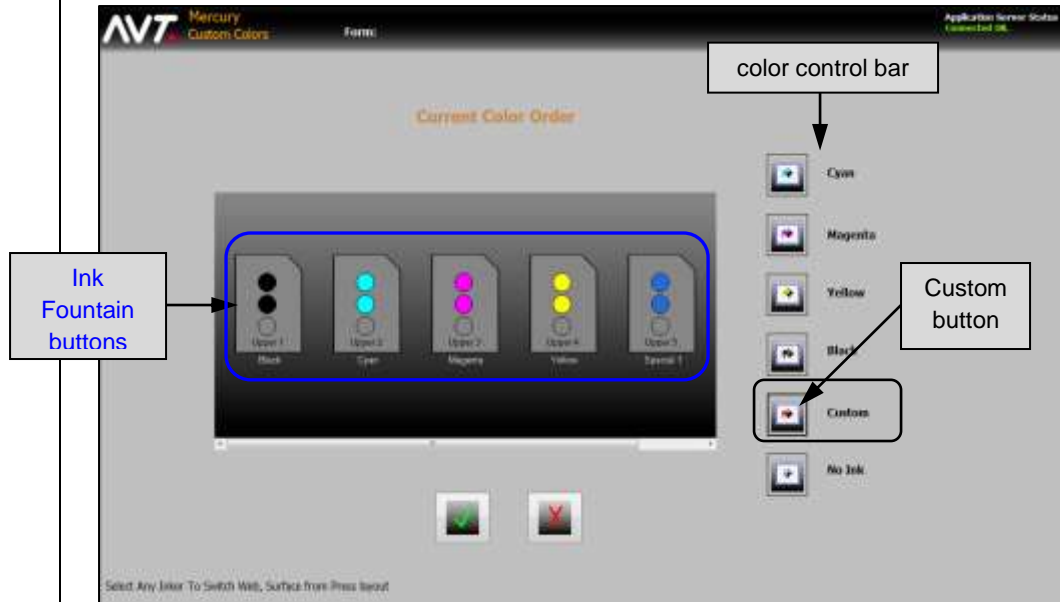 AVT
Mercury
Custom Colors
Form:
Application Server Status
Connected OK.
color control bar
Current Color Order
Cyan
Magenta
Yellow
Black
Custom
No Ink
Ink
Fountain
buttons
Custom
button
Upper 1
Upper 2
Upper 3
Upper 4
Upper 5
Black
Cyan
Magenta
Yellow
Special 1
Select Any Inker To Switch Web, Surface from Press layout